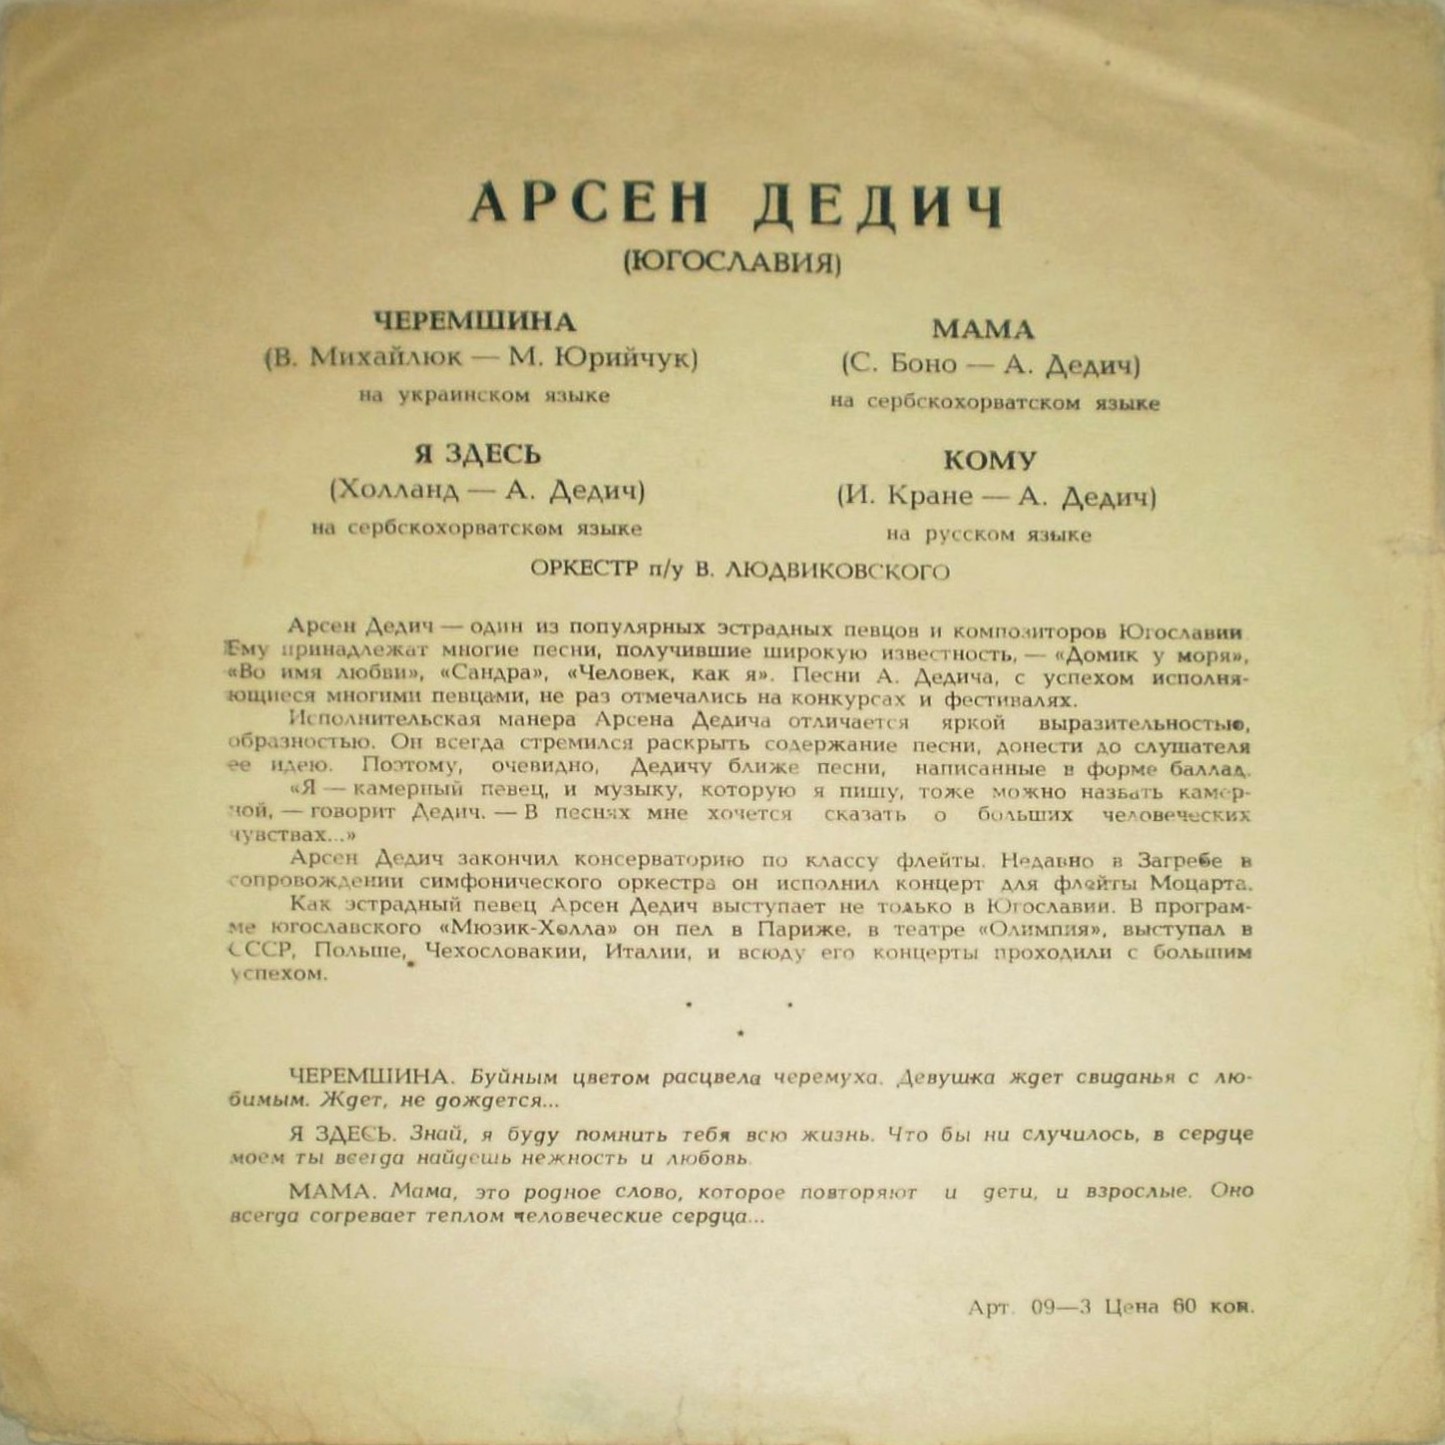 АРСЕН ДЕДИЧ
(ЮГОСЛАВИЯ)
ЧЕРЕМШИНА
(В. Михайлюк — М. Юрийчук)
на украинском языке
Я ЗДЕСЬ
(Холланд — А. Дедич)
на сербскохорватском языке
МАМА
(С. Боно — А. Дедич)
на сербскохорватском языке
КОМУ
(И. Кране — А. Дедич)
на русском языке
ОРКЕСТР п/у В. ЛЮДВИКОВСКОГО
Арсен Дедич — один из популярных эстрадных певцов и композиторов Югославии
Ему принадлежат многие песни, получившие широкую известность, — «Домик у моря»,
«Во имя любви», «Сандра», «Человек, как я». Песни А. Дедича, с успехом исполня-
ющиеся многими певцами, не раз отмечались на конкурсах и фестивалях.
Исполнительская манера Арсена Дедича отличается яркой выразительностью,
образностью. Он всегда стремился раскрыть содержание песни, донести до слушателя
ее идею. Поэтому, очевидно, Дедичу ближе песни, написанные в форме баллад.
«Я — камерный певец, и музыку, которую я пишу, тоже можно назвать камер-
ной, — говорит Дедич. — В песнях мне хочется сказать о больших человеческих
чувствах...»
Арсен Дедич закончил консерваторию по классу флейты. Недавно в Загребе в
сопровождении симфонического оркестра он исполнил концерт для флейты Моцарта.
Как эстрадный певец Арсен Дедич выступает не только в Югославии. В програм-
ме югославского «Мюзик-Холла» он пел в Париже, в театре «Олимпия», выступал в
СССР, Польше, Чехословакии, Италии, и всюду его концерты проходили с большим
успехом.
ЧЕРЕМШИНА. Буйным цветом расцвела черемуха. Девушка ждет свиданья с лю-
бимым. Ждет, не дождется...
Я ЗДЕСЬ. Знай, я буду помнить тебя всю жизнь. Что бы ни случилось, в сердце
моем ты всегда найдешь нежность и любовь.
МАМА. Мама, это родное слово, которое повторяют и дети, и взрослые. Оно
всегда согревает теплом человеческие сердца...
Арт. 09—3 Цена 60 коп.